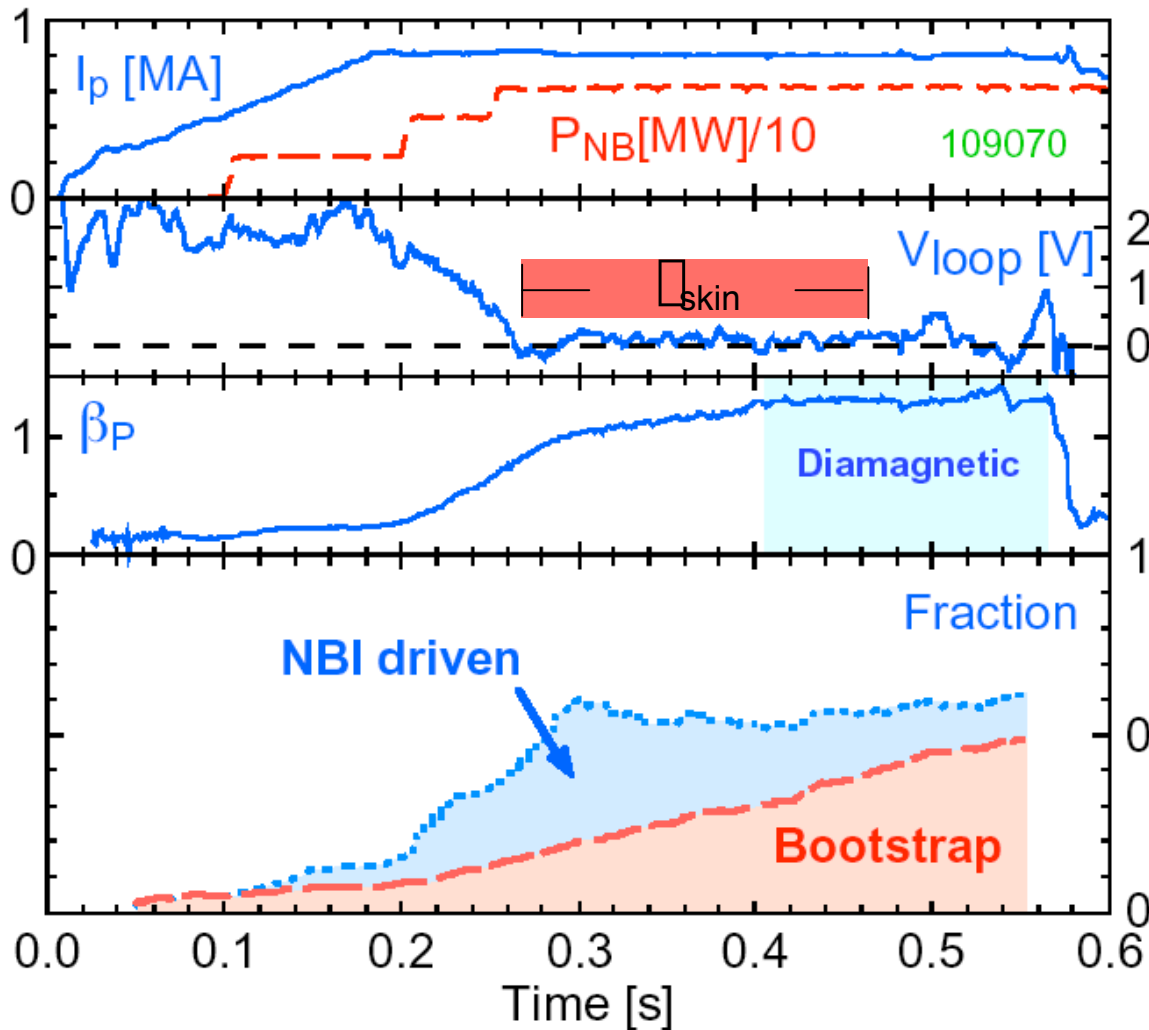 1
I_p [MA]
P_NB[MW]/10
109070
0
V_loop [V]
2
1
0
skin
β_P
1
Diamagnetic
0
1
Fraction
NBI driven
0
Bootstrap
0
0.0 0.1 0.2 0.3 0.4 0.5 0.6
Time [s]